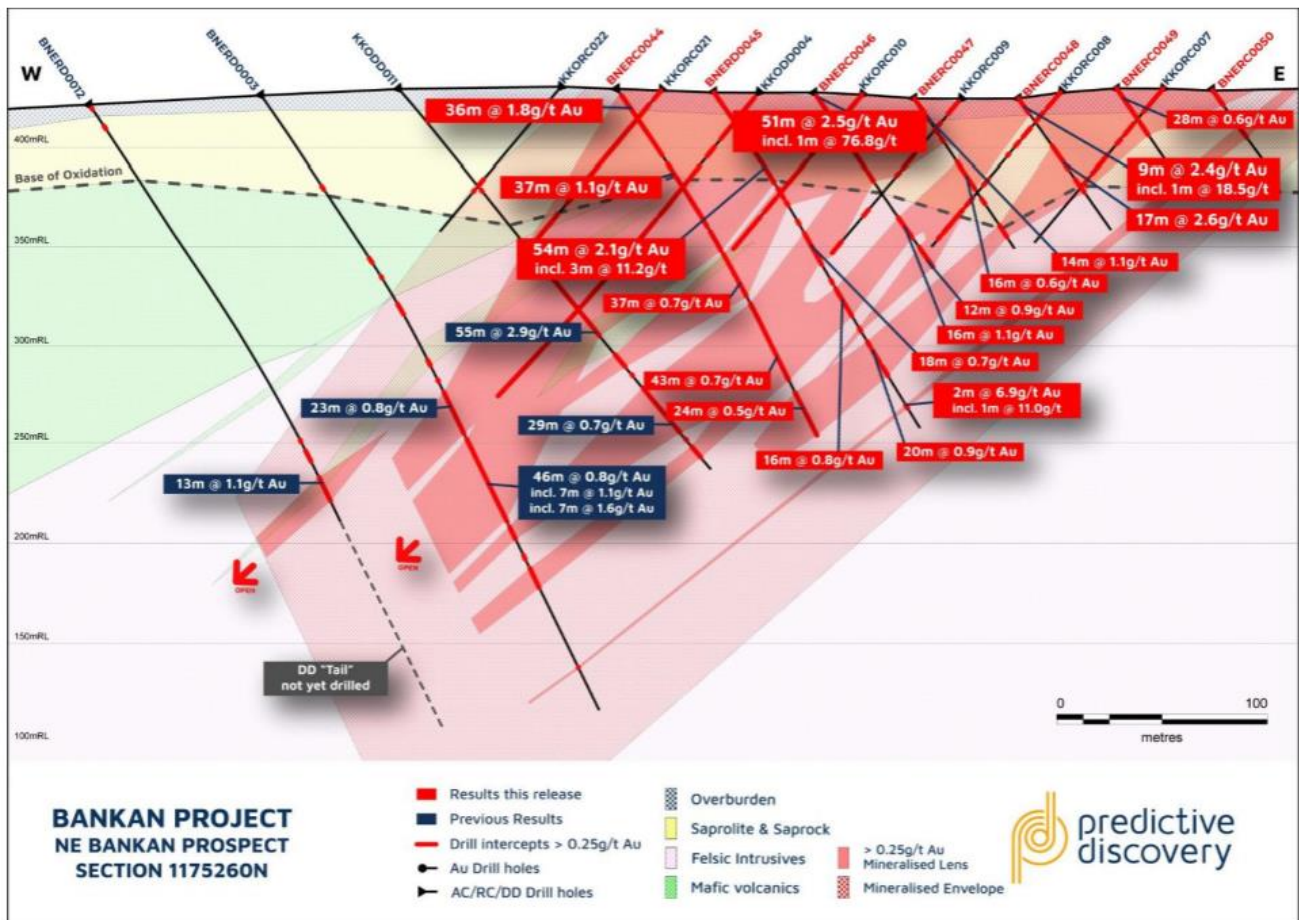 BNERD0012
BNERD0003
KKODD011
KKORC022
BNERC0044
KKORC021
BNERD0045
KKODD004
BNERC0046
KKORC010
BNERC0047
KKORC009
BNERC0048
KKORC008
BNERC0049
KKORC007
BNERC0050
W
E
36m @ 1.8g/t Au
51m @ 2.5g/t Au
incl. 1m @ 76.8g/t
28m @ 0.6g/t Au
400mRL
Base of Oxidation
37m @ 1.1g/t Au
9m @ 2.4g/t Au
incl. 1m @ 18.5g/t
17m @ 2.6g/t Au
350mRL
54m @ 2.1g/t Au
incl. 3m @ 11.2g/t
14m @ 1.1g/t Au
16m @ 0.6g/t Au
37m @ 0.7g/t Au
12m @ 0.9g/t Au
55m @ 2.9g/t Au
16m @ 1.1g/t Au
300mRL
18m @ 0.7g/t Au
43m @ 0.7g/t Au
2m @ 6.9g/t Au
incl. 1m @ 11.0g/t
23m @ 0.8g/t Au
24m @ 0.5g/t Au
29m @ 0.7g/t Au
250mRL
20m @ 0.9g/t Au
16m @ 0.8g/t Au
13m @ 1.1g/t Au
46m @ 0.8g/t Au
incl. 7m @ 1.1g/t Au
incl. 7m @ 1.6g/t Au
200mRL
OPEN
OPEN
150mRL
DD "Tail"
not yet drilled
0 100
metres
100mRL
BANKAN PROJECT
NE BANKAN PROSPECT
SECTION 1175260N
Results this release
Previous Results
Drill intercepts > 0.25g/t Au
Au Drill holes
AC/RC/DD Drill holes
Overburden
Saprolite & Saprock
Felsic Intrusives
Mafic volcanics
> 0.25g/t Au
Mineralised Lens
Mineralised Envelope
predictive
discovery